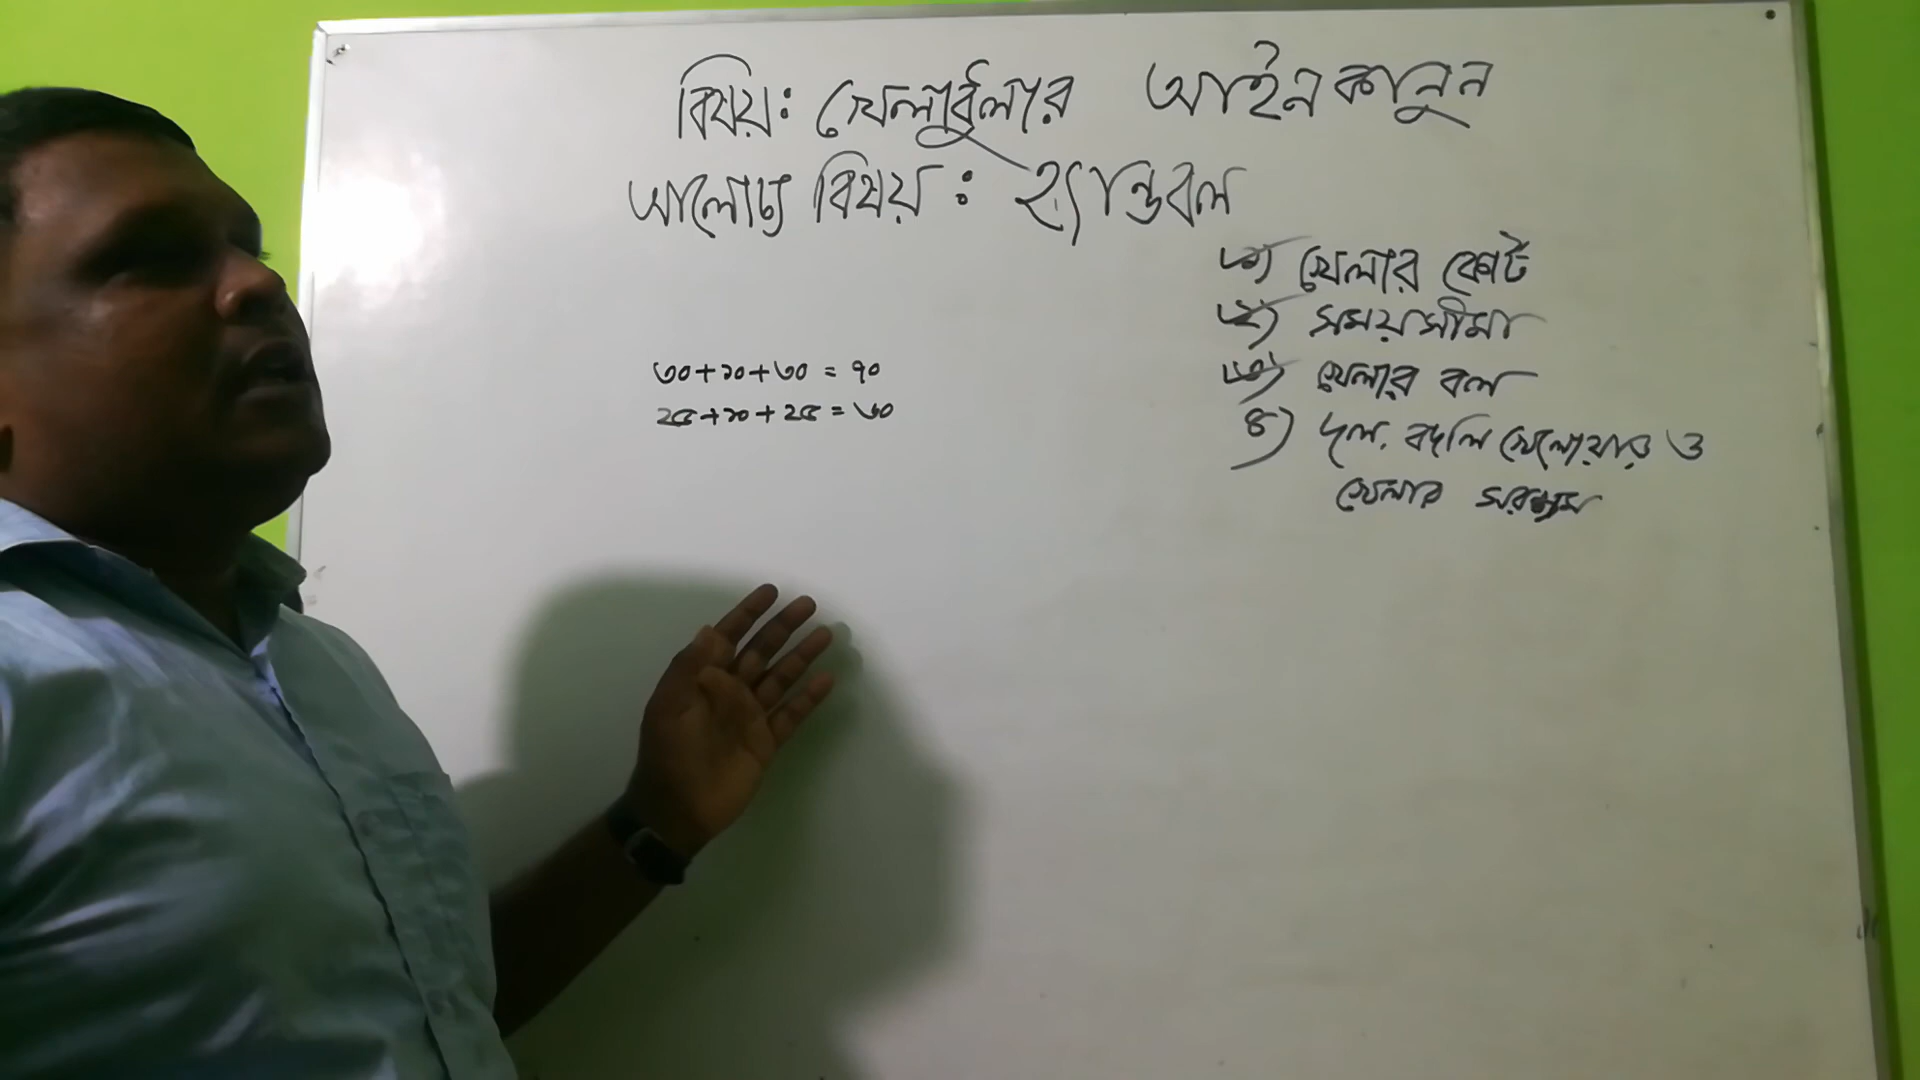 বিষয়: খেলাধুলার আইনকানুন
আলোচ্য বিষয়: হ্যান্ডবল
১) খেলার কোর্ট
২) সময়সীমা
৩) খেলার বল
৪) দল, বদলি খেলোয়ার ও
খেলার সরঞ্জাম
৩০+১০+৩০ = ৭০
২৫+১০+২৫ = ৬০